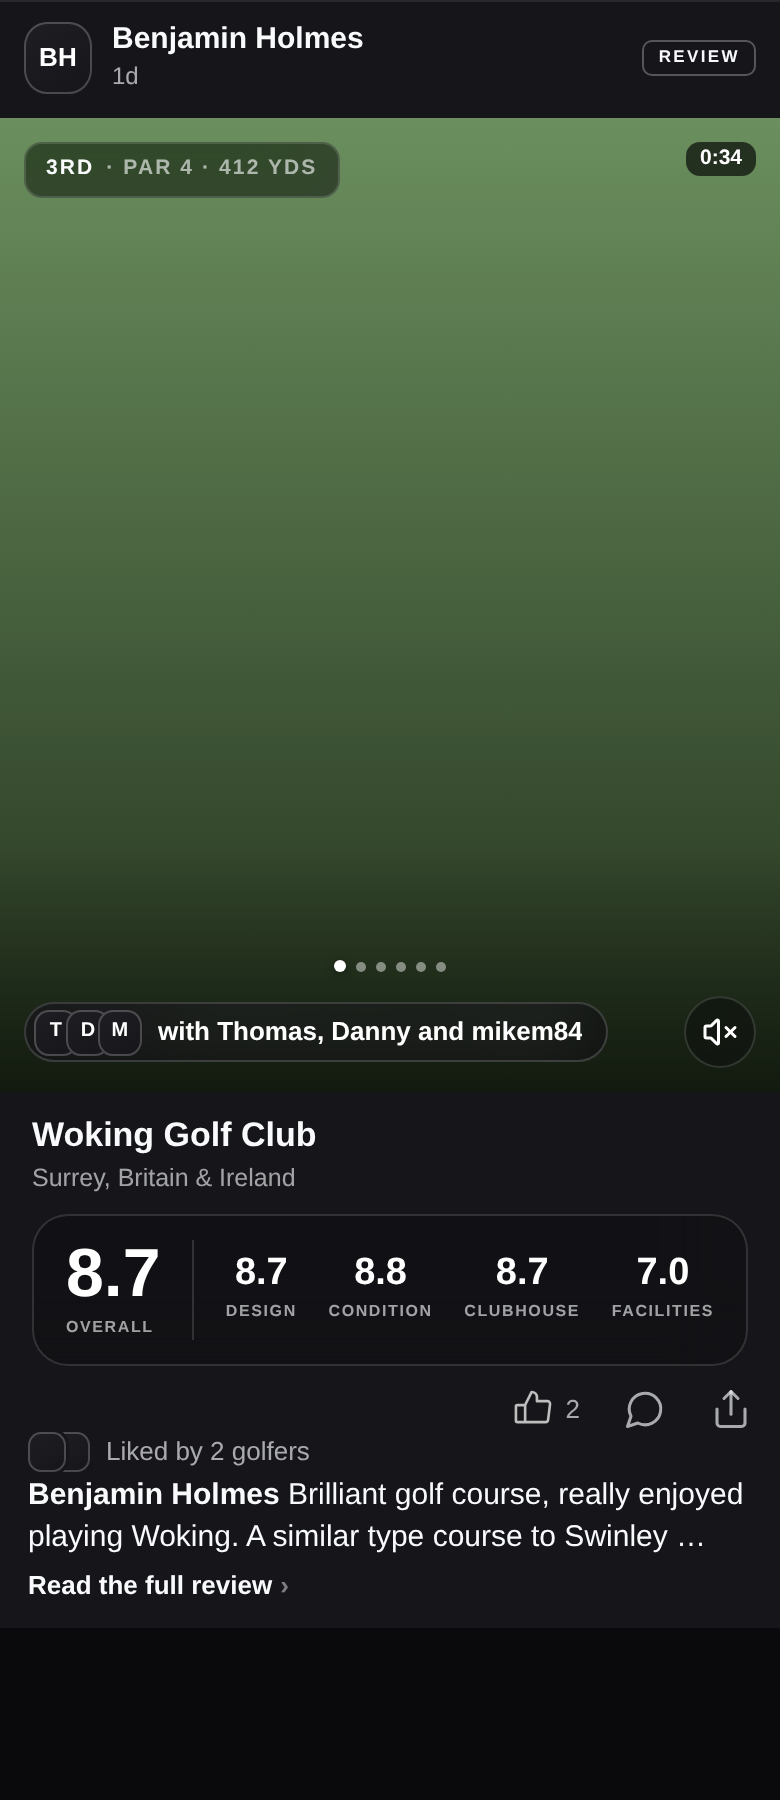 BH
Benjamin Holmes
1d
REVIEW
3RD · PAR 4 · 412 YDS
0:34
T D M with Thomas, Danny and mikem84
Woking Golf Club
Surrey, Britain & Ireland
8.7 8.7 8.8 8.7 7.0
OVERALL DESIGN CONDITION CLUBHOUSE FACILITIES
2
Liked by 2 golfers
Benjamin Holmes Brilliant golf course, really enjoyed
playing Woking. A similar type course to Swinley …
Read the full review ›